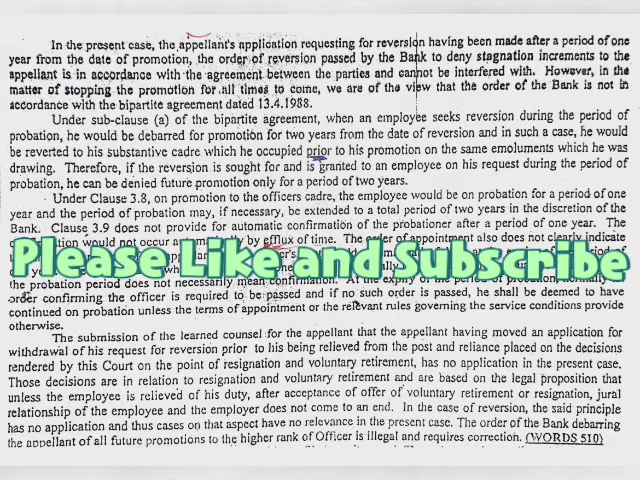 In the present case, the appellant's application requesting for reversion having been made after a period of one
year from the date of promotion, the order of reversion passed by the Bank to deny stagnation increments to the
appellant is in accordance with the agreement between the parties and cannot be interfered with. However, in the
matter of stopping the promotion for all times to come, we are of the view that the order of the Bank is not in
accordance with the bipartite agreement dated 13.4.1988.
Under sub-clause (a) of the bipartite agreement, when an employee seeks reversion during the period of
probation, he would be debarred for promotion for two years from the date of reversion and in such a case, he would
be reverted to his substantive cadre which he occupied prior to his promotion on the same emoluments which he was
drawing. Therefore, if the reversion is sought for and is granted to an employee on his request during the period of
probation, he can be denied future promotion only for a period of two years.
Under Clause 3.8, on promotion to the officers cadre, the employee would be on probation for a period of one
year and the period of probation may, if necessary, be extended to a total period of two years in the discretion of the
Bank. Clause 3.9 does not provide for automatic confirmation of the probationer after a period of one year. The
would not occur by efflux of time. The order of appointment also does not clearly indicate
Please Like and Subscribe
the probation period does not necessarily mean confirmation. At the expiry of the period of probation, normally
order confirming the officer is required to be passed and if no such order is passed, he shall be deemed to have
continued on probation unless the terms of appointment or the relevant rules governing the service conditions provide
otherwise.
The submission of the learned counsel for the appellant that the appellant having moved an application for
withdrawal of his request for reversion prior to his being relieved from the post and reliance placed on the decisions
rendered by this Court on the point of resignation and voluntary retirement, has no application in the present case.
Those decisions are in relation to resignation and voluntary retirement and are based on the legal proposition that
unless the employee is relieved of his duty, after acceptance of offer of voluntary retirement or resignation, jural
relationship of the employee and the employer does not come to an end. In the case of reversion, the said principle
has no application and thus cases on that aspect have no relevance in the present case. The order of the Bank debarring
the appellant of all future promotions to the higher rank of Officer is illegal and requires correction. (WORDS 510)